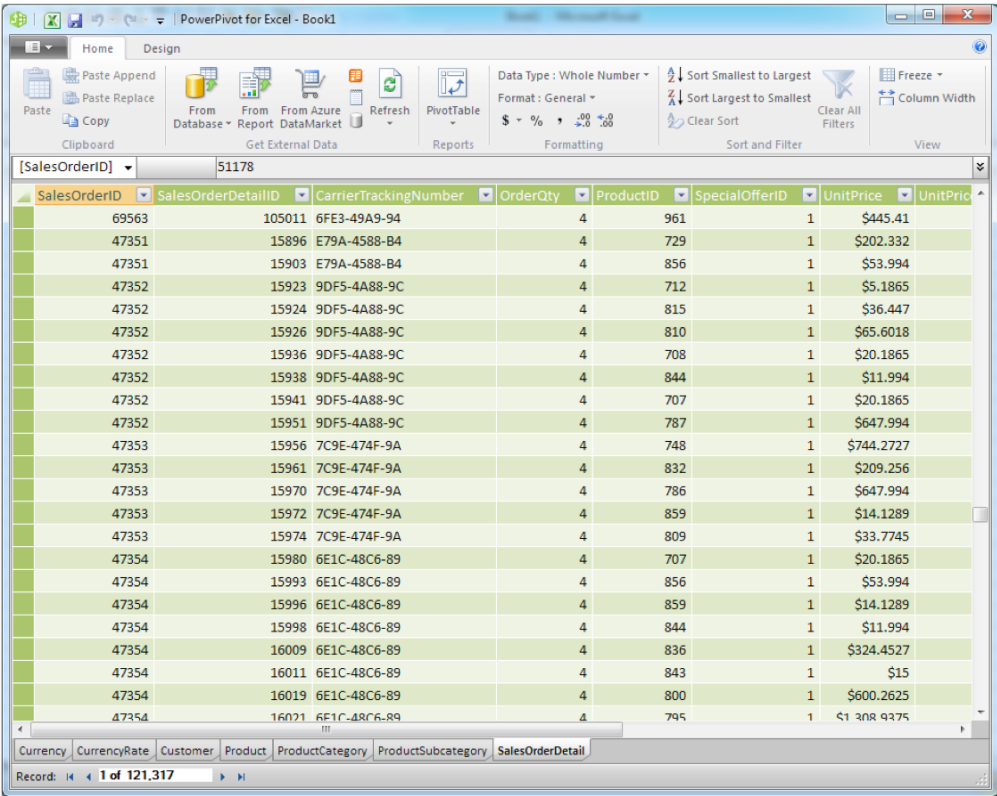 PowerPivot for Excel - Book1
Home Design
Paste
Paste Append
Paste Replace
Copy
Clipboard
From Database
From Report
From Azure DataMarket
Refresh
Get External Data
PivotTable
Reports
Data Type : Whole Number
Format : General
$ % , .00 .0 .0 .00
Formatting
Sort Smallest to Largest
Sort Largest to Smallest
Clear Sort
Clear All Filters
Sort and Filter
Freeze
Column Width
View
[SalesOrderID] 51178
SalesOrderID SalesOrderDetailID CarrierTrackingNumber OrderQty ProductID SpecialOfferID UnitPrice UnitPric
69563 105011 6FE3-49A9-94 4 961 1 $445.41
47351 15896 E79A-4588-B4 4 729 1 $202.332
47351 15903 E79A-4588-B4 4 856 1 $53.994
47352 15923 9DF5-4A88-9C 4 712 1 $5.1865
47352 15924 9DF5-4A88-9C 4 815 1 $36.447
47352 15926 9DF5-4A88-9C 4 810 1 $65.6018
47352 15936 9DF5-4A88-9C 4 708 1 $20.1865
47352 15938 9DF5-4A88-9C 4 844 1 $11.994
47352 15941 9DF5-4A88-9C 4 707 1 $20.1865
47352 15951 9DF5-4A88-9C 4 787 1 $647.994
47353 15956 7C9E-474F-9A 4 748 1 $744.2727
47353 15961 7C9E-474F-9A 4 832 1 $209.256
47353 15970 7C9E-474F-9A 4 786 1 $647.994
47353 15972 7C9E-474F-9A 4 859 1 $14.1289
47353 15974 7C9E-474F-9A 4 809 1 $33.7745
47354 15980 6E1C-48C6-89 4 707 1 $20.1865
47354 15993 6E1C-48C6-89 4 856 1 $53.994
47354 15996 6E1C-48C6-89 4 859 1 $14.1289
47354 15998 6E1C-48C6-89 4 844 1 $11.994
47354 16009 6E1C-48C6-89 4 836 1 $324.4527
47354 16011 6E1C-48C6-89 4 843 1 $15
47354 16019 6E1C-48C6-89 4 800 1 $600.2625
47354 16021 6E1C-48C6-89 4 795 1 $1,308.9375
Currency CurrencyRate Customer Product ProductCategory ProductSubcategory SalesOrderDetail
Record: 1 of 121,317